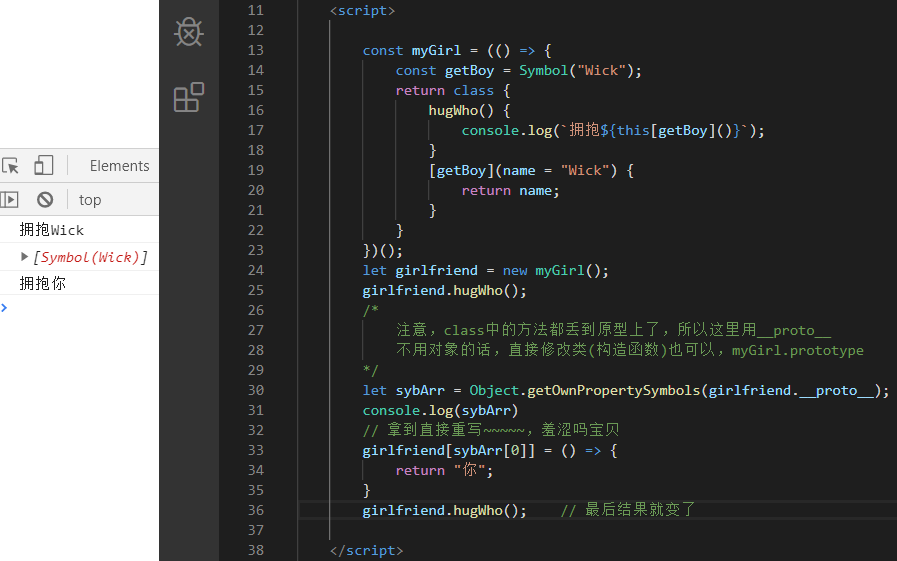 Elements
top
拥抱Wick
[Symbol(Wick)]
拥抱你
11 <script>
12
13 const myGirl = (() => {
14 const getBoy = Symbol("Wick");
15 return class {
16 hugWho() {
17 console.log(`拥抱${this[getBoy]()}`);
18 }
19 [getBoy](name = "Wick") {
20 return name;
21 }
22 }
23 })();
24 let girlfriend = new myGirl();
25 girlfriend.hugWho();
26 /*
27 注意，class中的方法都丢到原型上了，所以这里用__proto__
28 不用对象的话，直接修改类(构造函数)也可以，myGirl.prototype
29 */
30 let sybArr = Object.getOwnPropertySymbols(girlfriend.__proto__);
31 console.log(sybArr)
32 // 拿到直接重写~~~~~，羞涩吗宝贝
33 girlfriend[sybArr[0]] = () => {
34 return "你";
35 }
36 girlfriend.hugWho(); // 最后结果就变了
37
38 </script>